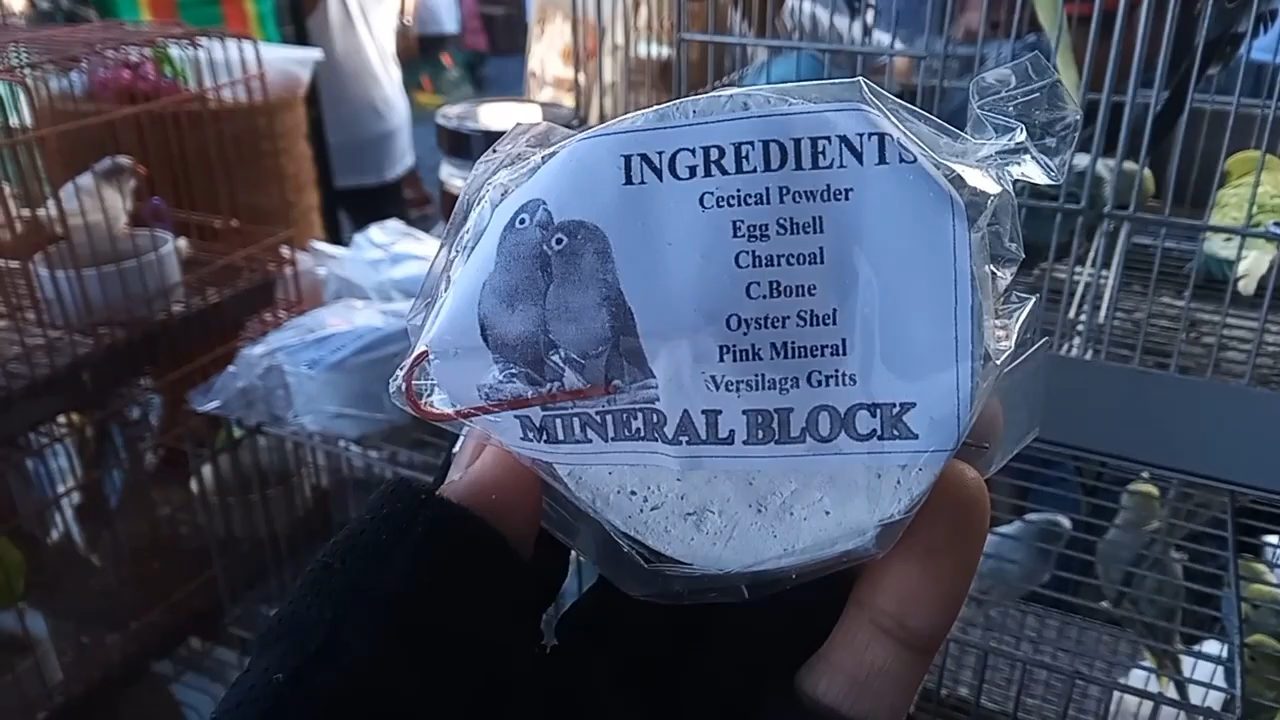 INGREDIENTS
Cecical Powder
Egg Shell
Charcoal
C.Bone
Oyster Shel
Pink Mineral
Versilaga Grits
MINERAL BLOCK